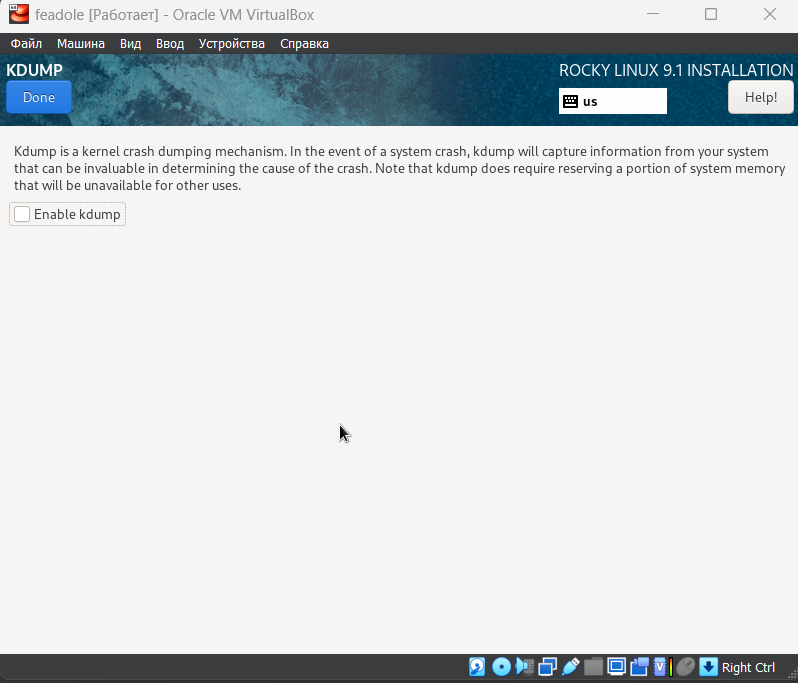 feadole [Работает] - Oracle VM VirtualBox
Файл Машина Вид Ввод Устройства Справка
KDUMP
ROCKY LINUX 9.1 INSTALLATION
Done
us
Help!
Kdump is a kernel crash dumping mechanism. In the event of a system crash, kdump will capture information from your system
that can be invaluable in determining the cause of the crash. Note that kdump does require reserving a portion of system memory
that will be unavailable for other uses.
Enable kdump
Right Ctrl